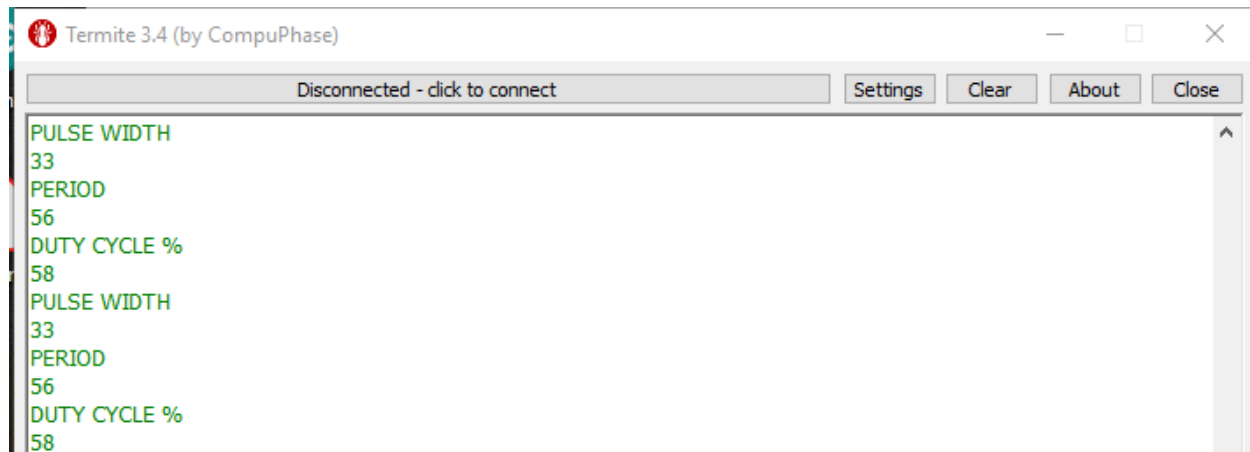 Termite 3.4 (by CompuPhase)
Disconnected - click to connect Settings Clear About Close
PULSE WIDTH
33
PERIOD
56
DUTY CYCLE %
58
PULSE WIDTH
33
PERIOD
56
DUTY CYCLE %
58